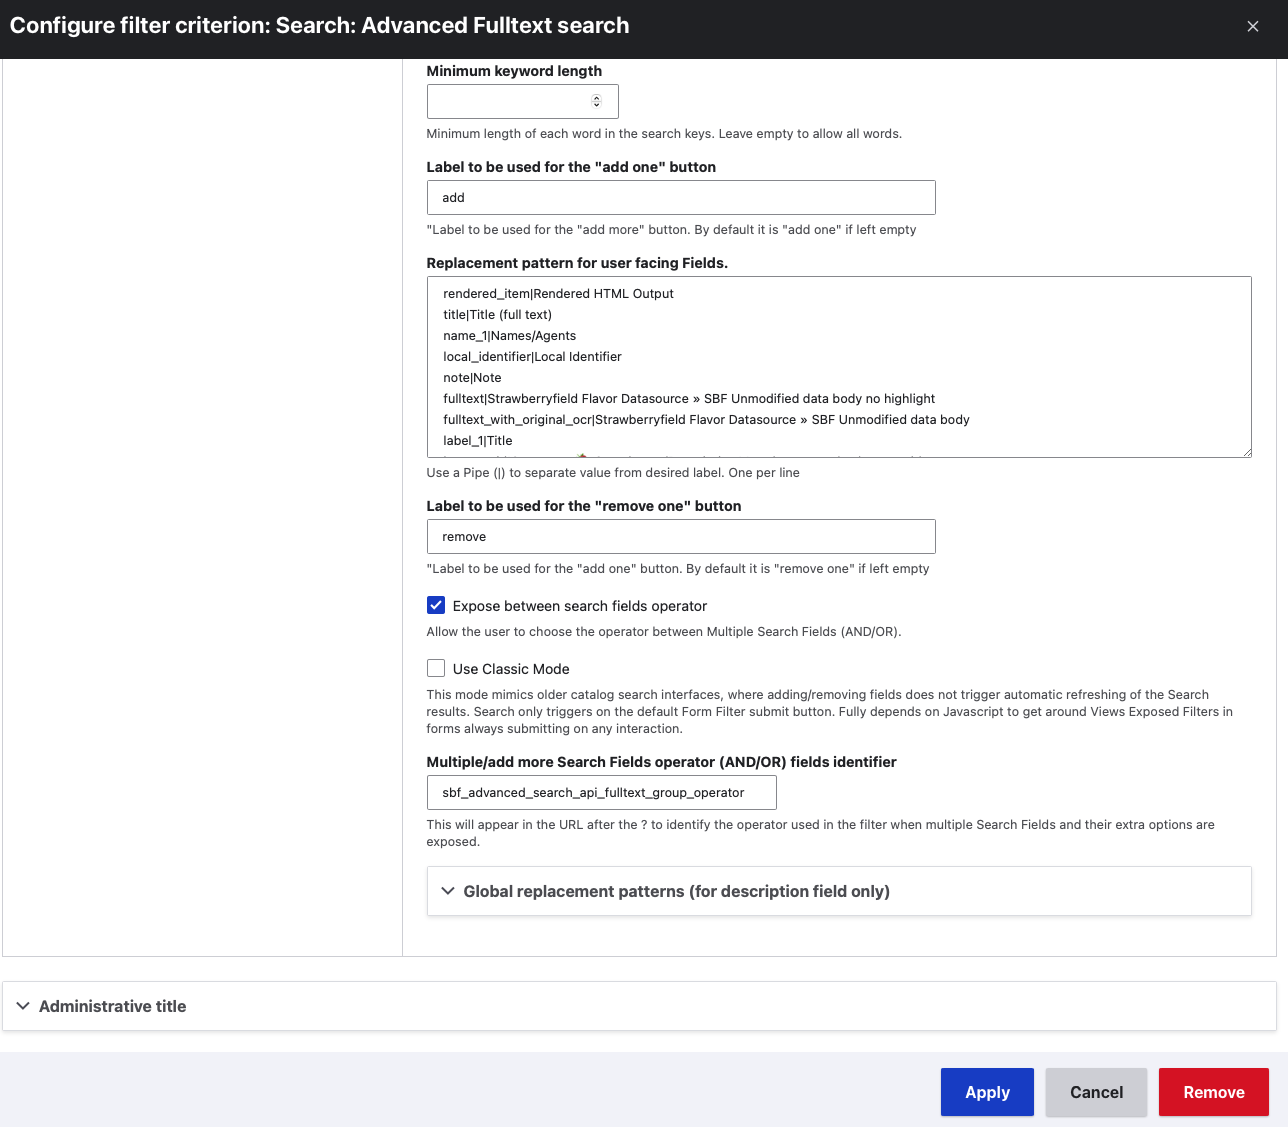 Configure filter criterion: Search: Advanced Fulltext search
Minimum keyword length
Minimum length of each word in the search keys. Leave empty to allow all words.
Label to be used for the "add one" button
add
"Label to be used for the "add more" button. By default it is "add one" if left empty
Replacement pattern for user facing Fields.
rendered_item|Rendered HTML Output
title|Title (full text)
name_1|Names/Agents
local_identifier|Local Identifier
note|Note
fulltext|Strawberryfield Flavor Datasource » SBF Unmodified data body no highlight
fulltext_with_original_ocr|Strawberryfield Flavor Datasource » SBF Unmodified data body
label_1|Title
Use a Pipe (|) to separate value from desired label. One per line
Label to be used for the "remove one" button
remove
"Label to be used for the "add one" button. By default it is "remove one" if left empty
Expose between search fields operator
Allow the user to choose the operator between Multiple Search Fields (AND/OR).
Use Classic Mode
This mode mimics older catalog search interfaces, where adding/removing fields does not trigger automatic refreshing of the Search
results. Search only triggers on the default Form Filter submit button. Fully depends on Javascript to get around Views Exposed Filters in
forms always submitting on any interaction.
Multiple/add more Search Fields operator (AND/OR) fields identifier
sbf_advanced_search_api_fulltext_group_operator
This will appear in the URL after the ? to identify the operator used in the filter when multiple Search Fields and their extra options are
exposed.
Global replacement patterns (for description field only)
Administrative title
Apply
Cancel
Remove